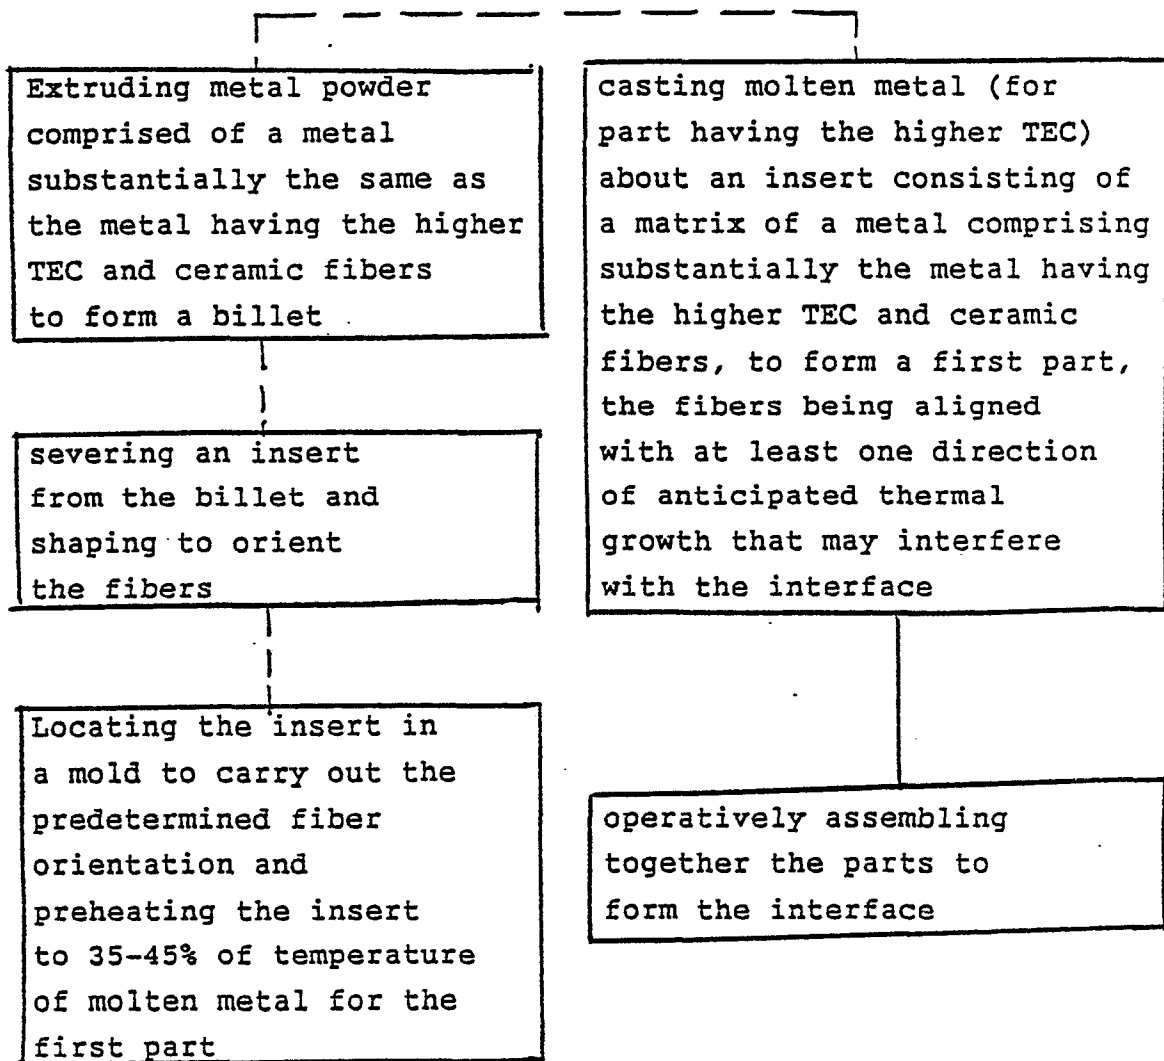 Extruding metal powder
comprised of a metal
substantially the same as
the metal having the higher
TEC and ceramic fibers
to form a billet
severing an insert
from the billet and
shaping to orient
the fibers
Locating the insert in
a mold to carry out the
predetermined fiber
orientation and
preheating the insert
to 35-45% of temperature
of molten metal for the
first part
casting molten metal (for
part having the higher TEC)
about an insert consisting of
a matrix of a metal comprising
substantially the metal having
the higher TEC and ceramic
fibers, to form a first part,
the fibers being aligned
with at least one direction
of anticipated thermal
growth that may interfere
with the interface
operatively assembling
together the parts to
form the interface